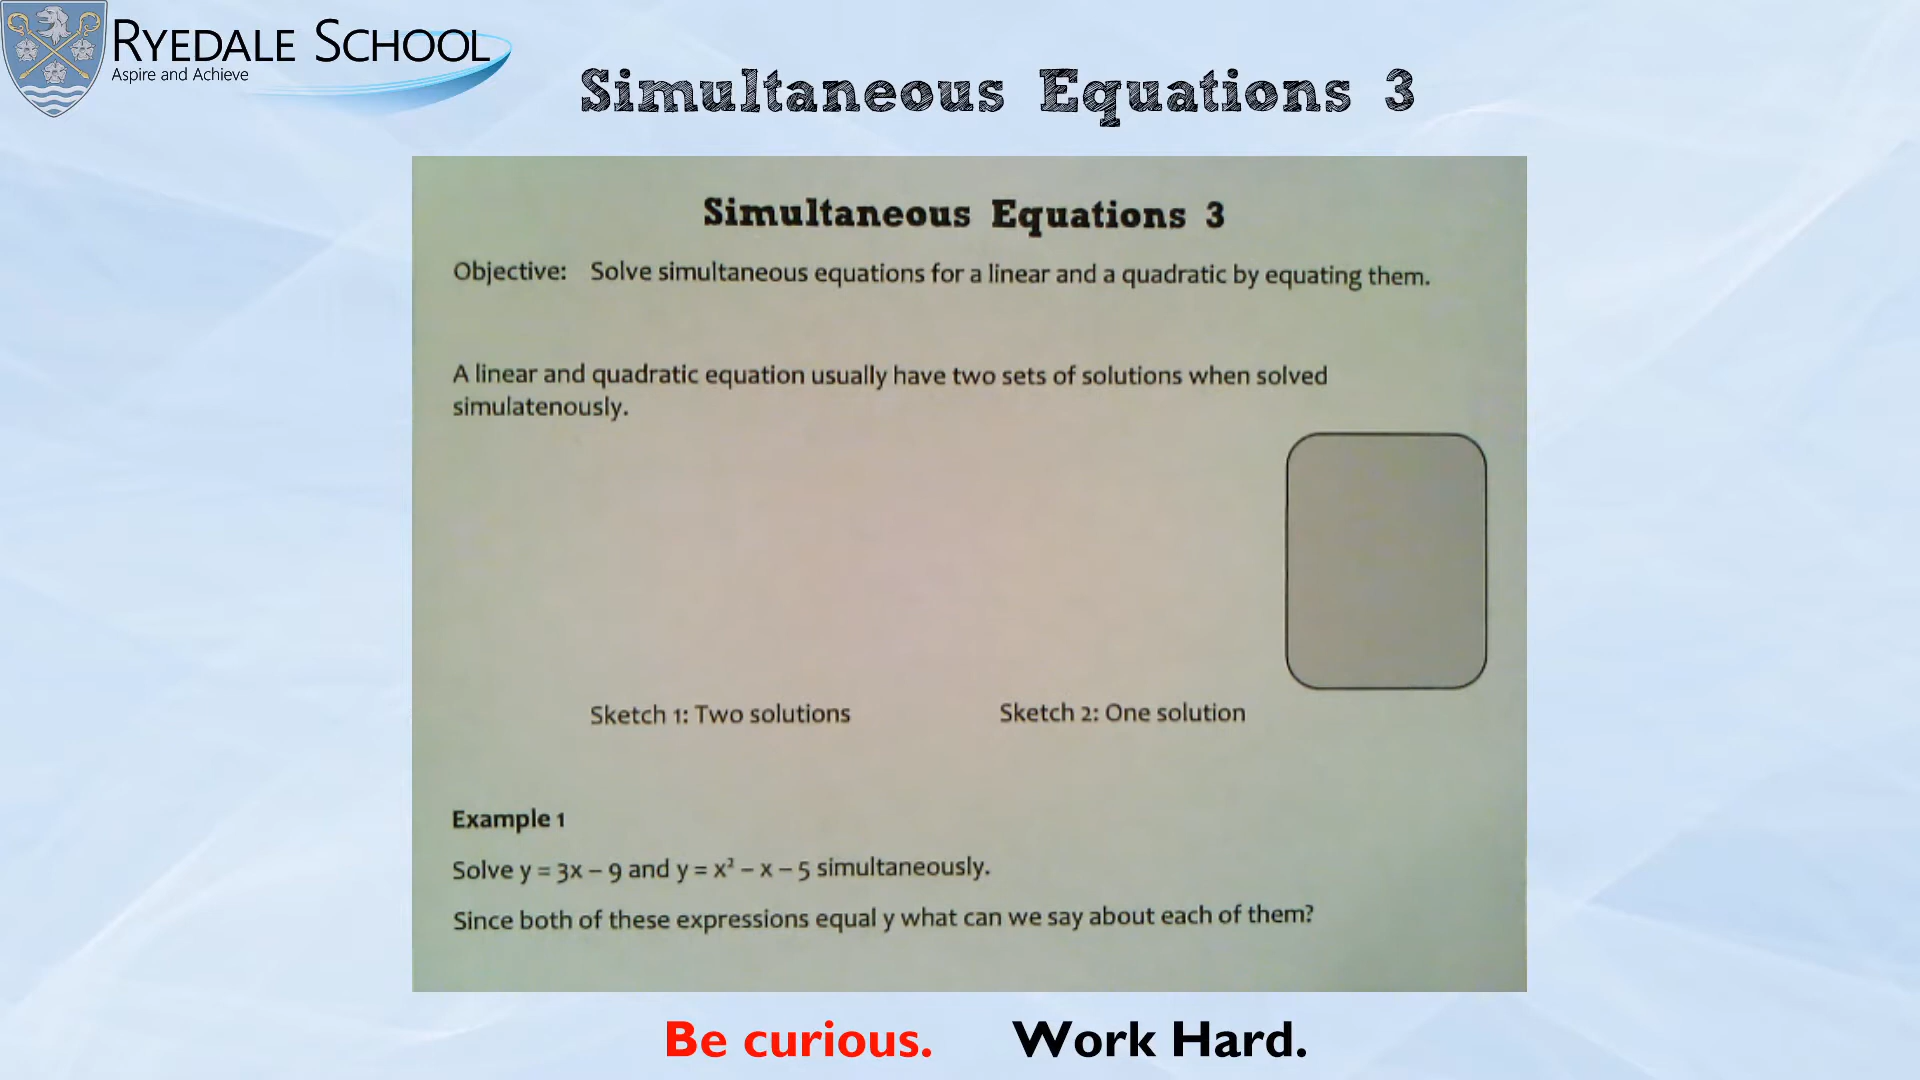 RYEDALE SCHOOL
Aspire and Achieve
Simultaneous Equations 3
Simultaneous Equations 3
Objective: Solve simultaneous equations for a linear and a quadratic by equating them.
A linear and quadratic equation usually have two sets of solutions when solved
simulatenously.
Sketch 1: Two solutions
Sketch 2: One solution
Example 1
Solve y = 3x – 9 and y = x² – x – 5 simultaneously.
Since both of these expressions equal y what can we say about each of them?
Be curious. Work Hard.